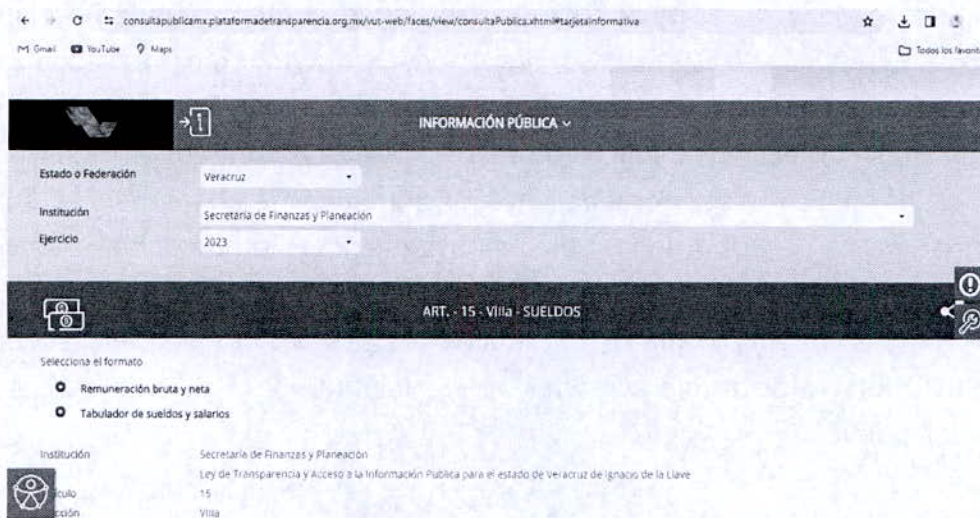 consultapublicamx.plataformadetransparencia.org.mx/vut-web/faces/view/consultaPublica.xhtml#tarjetaInformativa
Gmail YouTube Maps Todos los favorit
INFORMACIÓN PÚBLICA
Estado o Federación Veracruz
Institución Secretaría de Finanzas y Planeación
Ejercicio 2023
ART. - 15 - VIIIa - SUELDOS
Selecciona el formato
Remuneración bruta y neta
Tabulador de sueldos y salarios
Institución Secretaría de Finanzas y Planeación
Ley de Transparencia y Acceso a la Información Pública para el estado de Veracruz de Ignacio de la Llave
ículo 15
cción VIIIa